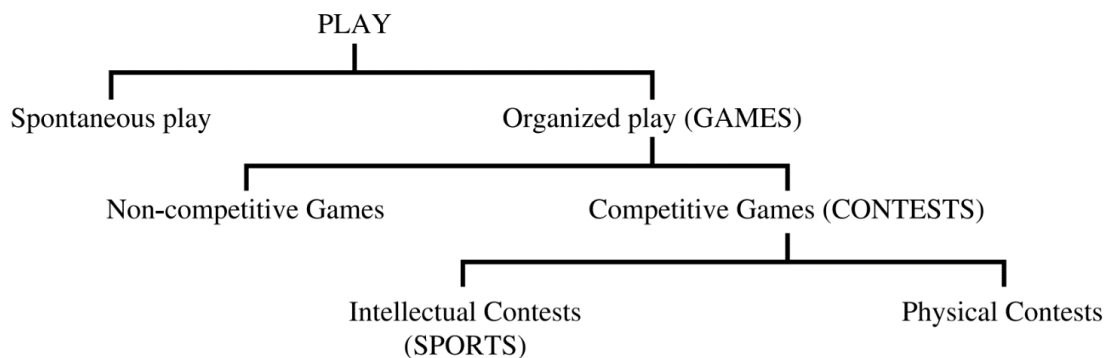 PLAY
Spontaneous play
Organized play (GAMES)
Non-competitive Games
Competitive Games (CONTESTS)
Intellectual Contests
(SPORTS)
Physical Contests